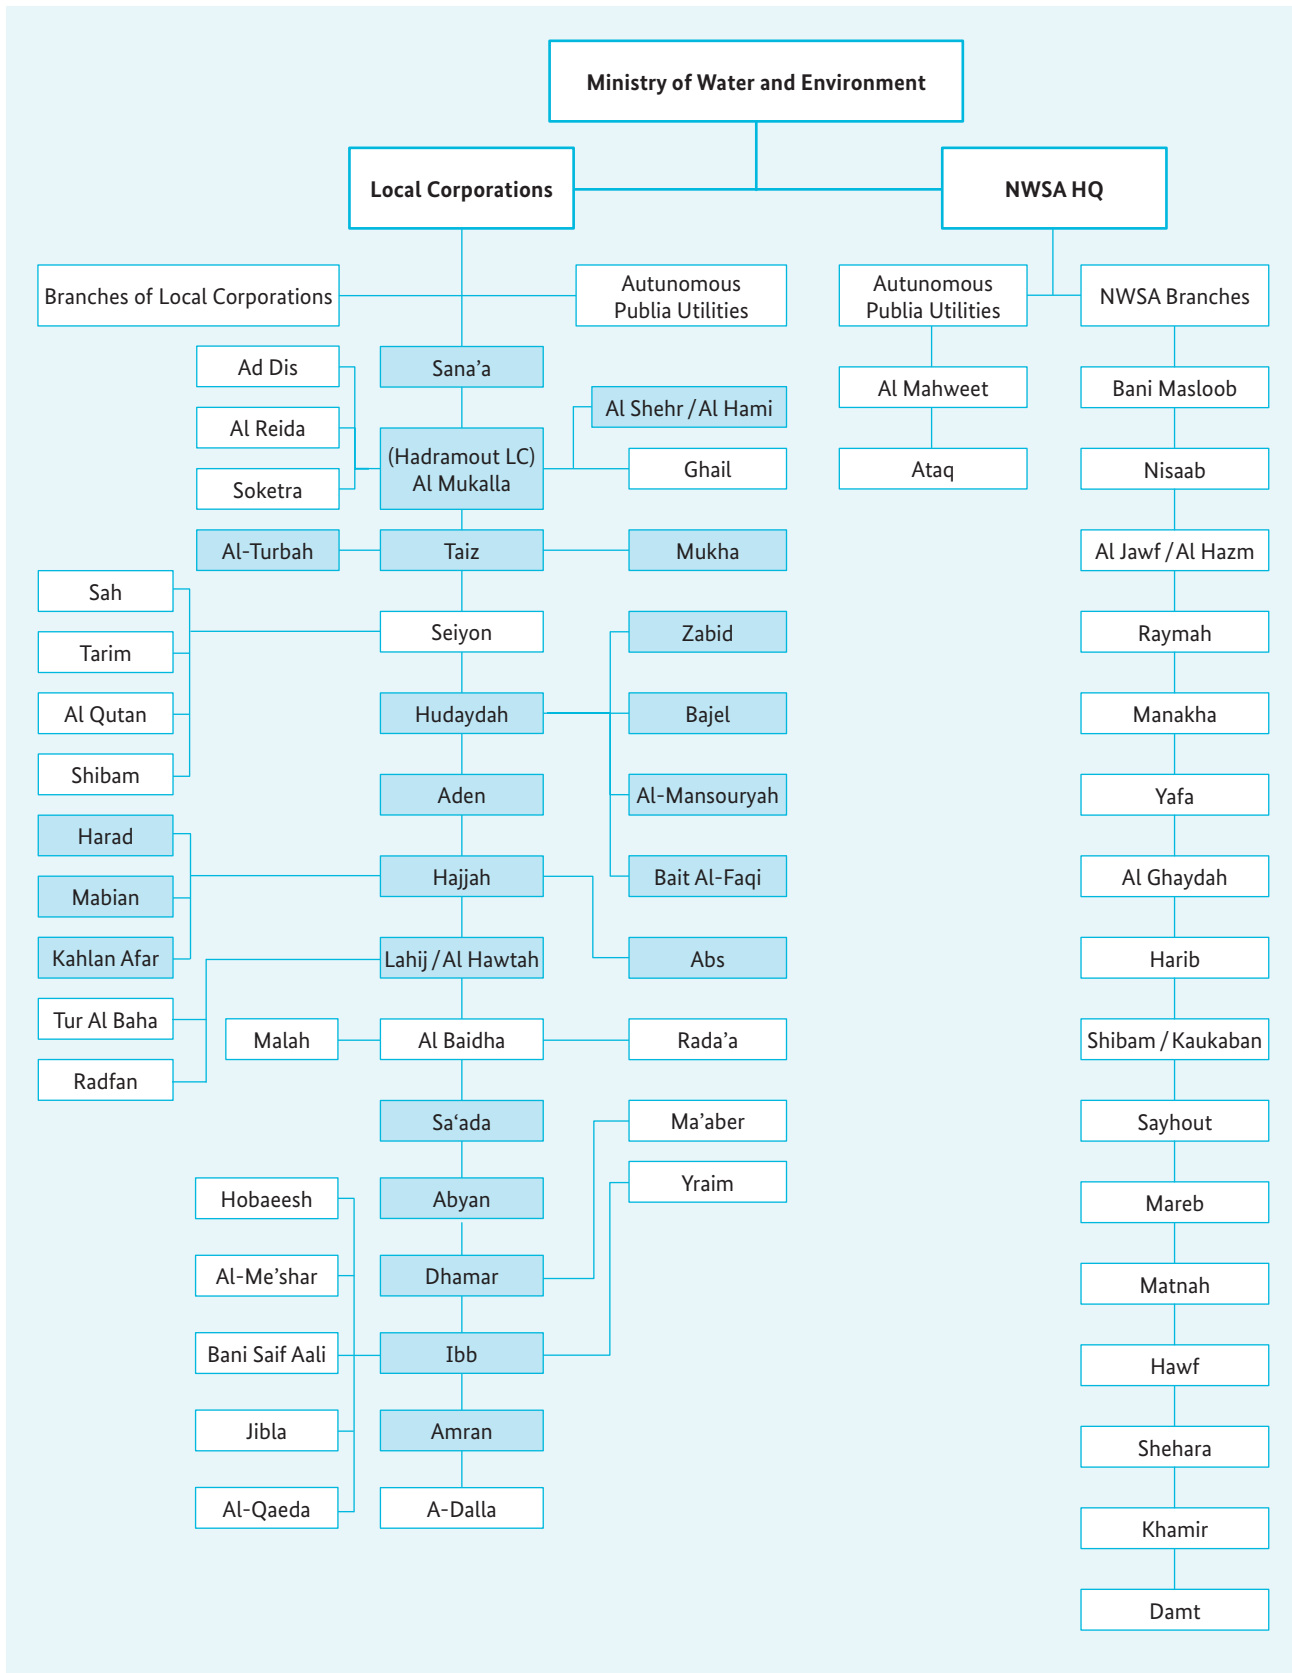 Ministry of Water and Environment
Local Corporations
NWSA HQ
Branches of Local Corporations
Autunomous
Publia Utilities
Autunomous
Publia Utilities
NWSA Branches
Ad Dis
Al Reida
Soketra
Al-Turbah
Sah
Tarim
Al Qutan
Shibam
Harad
Mabian
Kahlan Afar
Tur Al Baha
Radfan
Malah
Hobaeesh
Al-Me’shar
Bani Saif Aali
Jibla
Al-Qaeda
Sana’a
(Hadramout LC)
Al Mukalla
Taiz
Seiyon
Hudaydah
Aden
Hajjah
Lahij / Al Hawtah
Al Baidha
Sa‘ada
Abyan
Dhamar
Ibb
Amran
A-Dalla
Al Shehr / Al Hami
Ghail
Mukha
Zabid
Bajel
Al-Mansouryah
Bait Al-Faqi
Abs
Rada’a
Ma’aber
Yraim
Al Mahweet
Ataq
Bani Masloob
Nisaab
Al Jawf / Al Hazm
Raymah
Manakha
Yafa
Al Ghaydah
Harib
Shibam / Kaukaban
Sayhout
Mareb
Matnah
Hawf
Shehara
Khamir
Damt